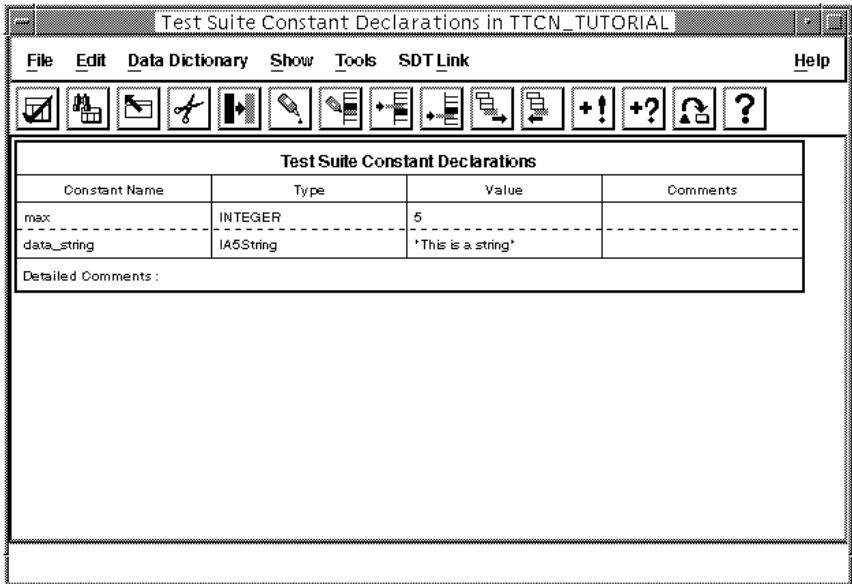 Test Suite Constant Declarations in TTCN_TUTORIAL
File Edit Data Dictionary Show Tools SDT Link Help
+! +? ?
Test Suite Constant Declarations
Constant Name Type Value Comments
max INTEGER 5
data_string IA5String "This is a string"
Detailed Comments :